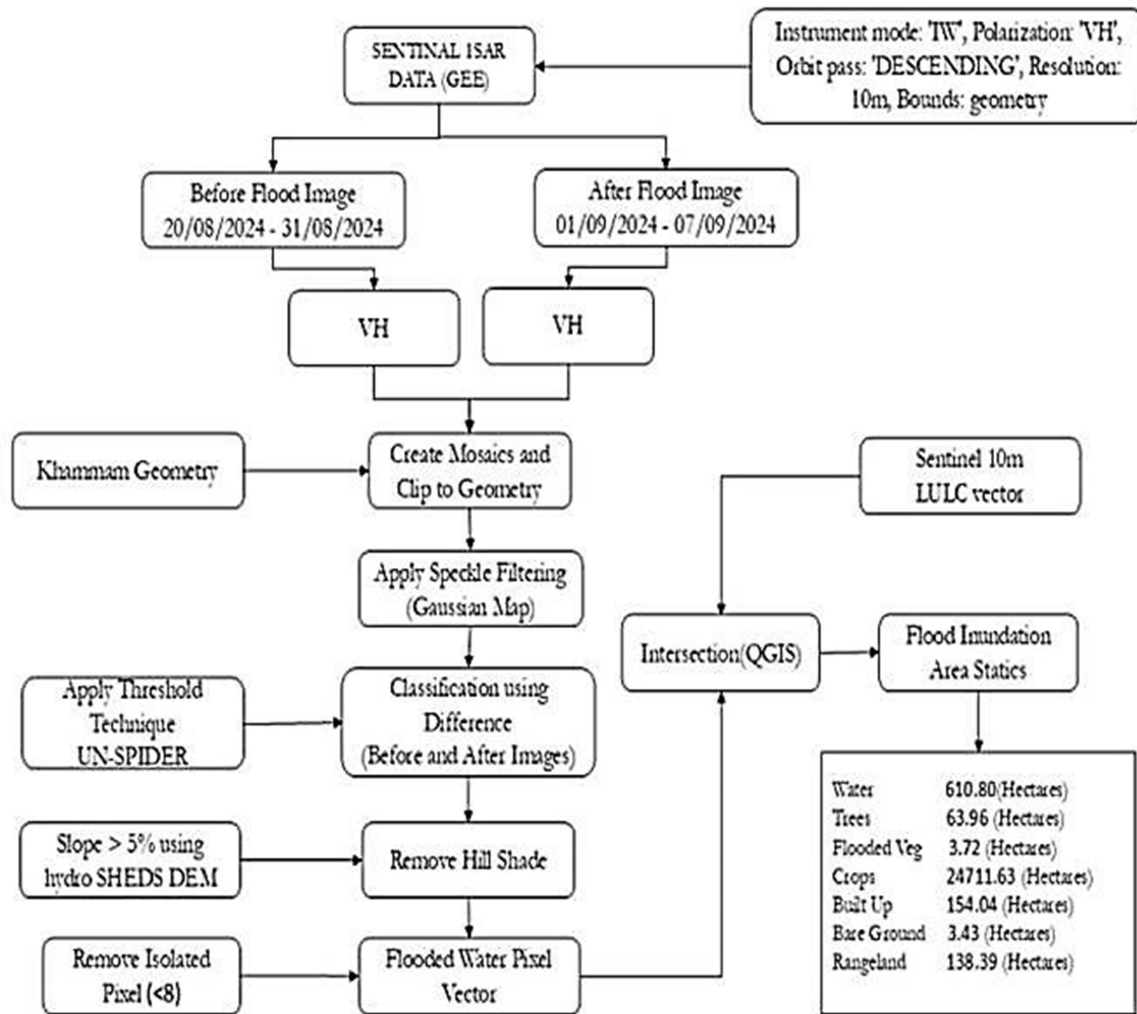 SENTINAL 1SAR
DATA (GEE)
Instrument mode: 'IW', Polarization: 'VH',
Orbit pass: 'DESCENDING', Resolution:
10m, Bounds: geometry
Before Flood Image
20/08/2024 - 31/08/2024
After Flood Image
01/09/2024 - 07/09/2024
VH
VH
Khammam Geometry
Create Mosaics and
Clip to Geometry
Sentinel 10m
LULC vector
Apply Speckle Filtering
(Gaussian Map)
Intersection(QGIS)
Flood Inundation
Area Statics
Apply Threshold
Technique
UN-SPIDER
Classification using
Difference
(Before and After Images)
Slope > 5% using
hydro SHEDS DEM
Remove Hill Shade
Remove Isolated
Pixel (<8)
Flooded Water Pixel
Vector
Water 610.80(Hectares)
Trees 63.96 (Hectares)
Flooded Veg 3.72 (Hectares)
Crops 24711.63 (Hectares)
Built Up 154.04 (Hectares)
Bare Ground 3.43 (Hectares)
Rangeland 138.39 (Hectares)